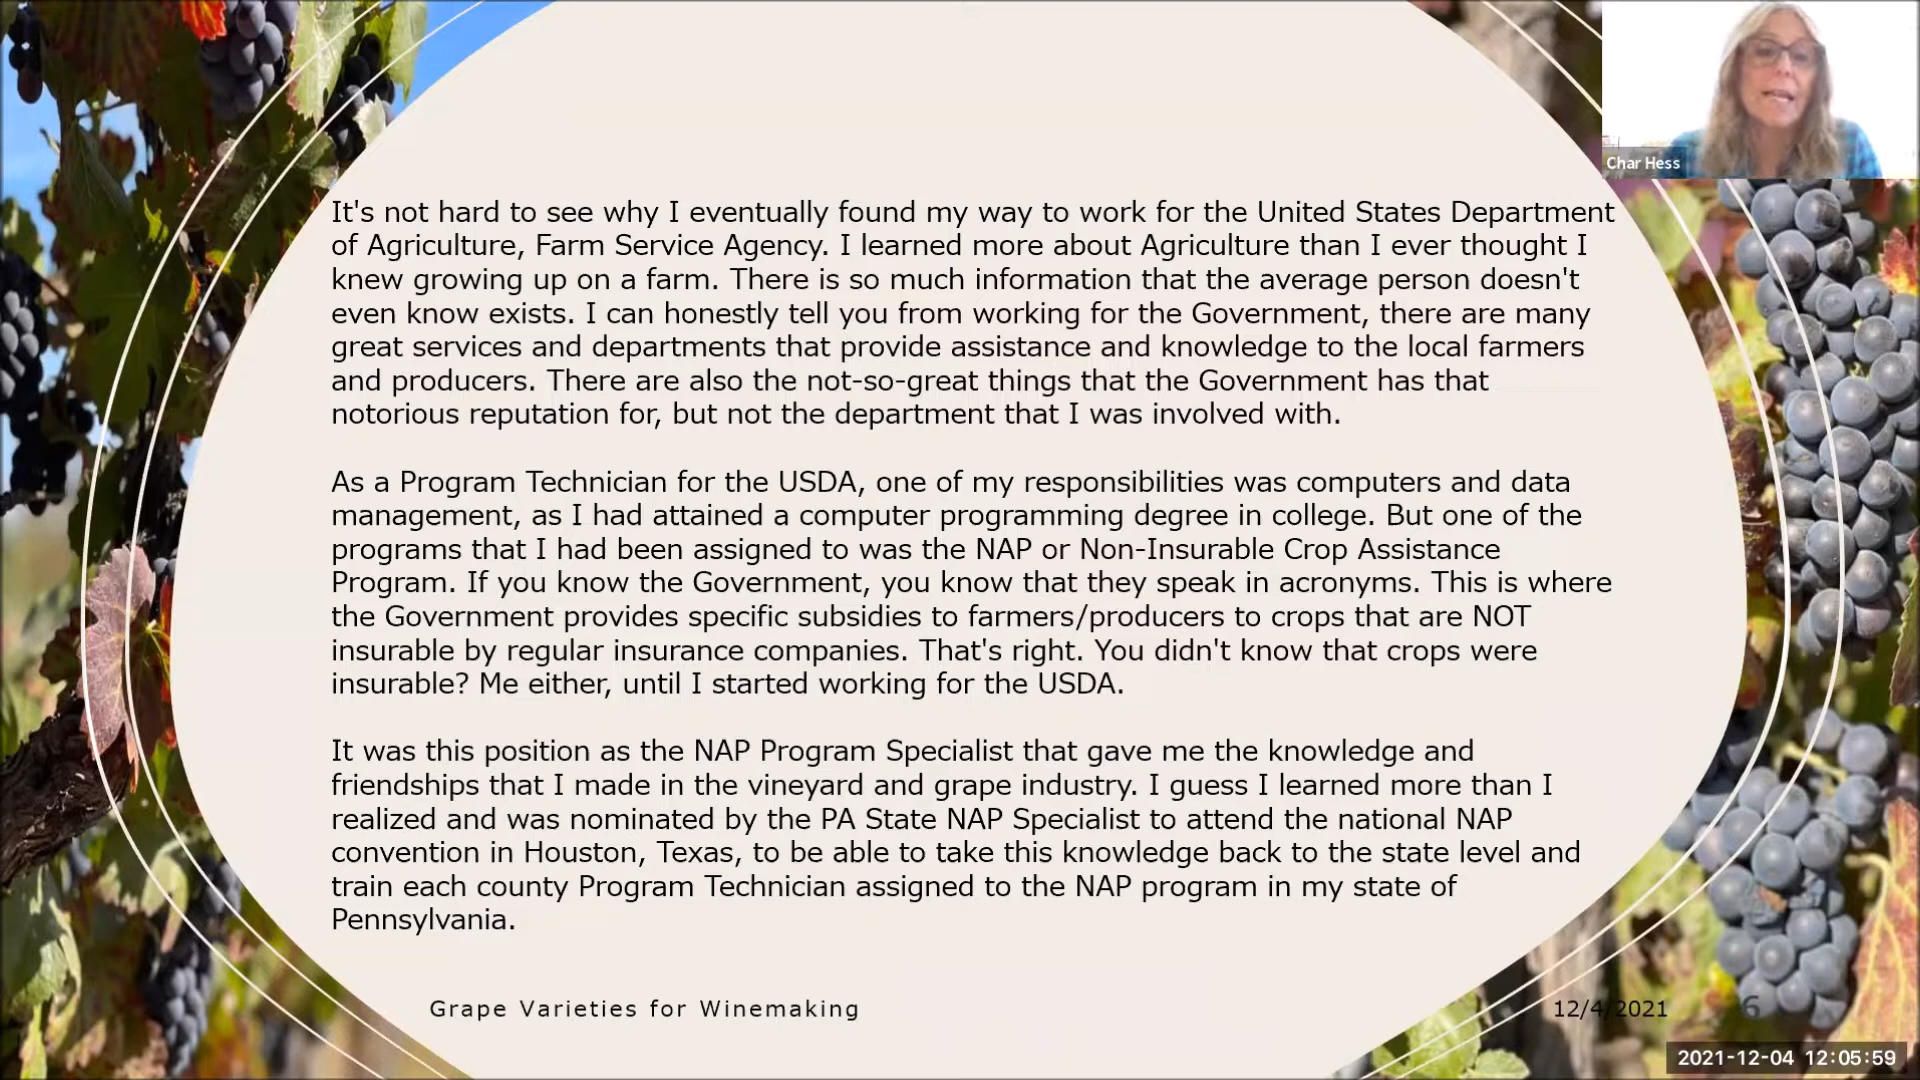 Char Hess
It's not hard to see why I eventually found my way to work for the United States Department
of Agriculture, Farm Service Agency. I learned more about Agriculture than I ever thought I
knew growing up on a farm. There is so much information that the average person doesn't
even know exists. I can honestly tell you from working for the Government, there are many
great services and departments that provide assistance and knowledge to the local farmers
and producers. There are also the not-so-great things that the Government has that
notorious reputation for, but not the department that I was involved with.
As a Program Technician for the USDA, one of my responsibilities was computers and data
management, as I had attained a computer programming degree in college. But one of the
programs that I had been assigned to was the NAP or Non-Insurable Crop Assistance
Program. If you know the Government, you know that they speak in acronyms. This is where
the Government provides specific subsidies to farmers/producers to crops that are NOT
insurable by regular insurance companies. That's right. You didn't know that crops were
insurable? Me either, until I started working for the USDA.
It was this position as the NAP Program Specialist that gave me the knowledge and
friendships that I made in the vineyard and grape industry. I guess I learned more than I
realized and was nominated by the PA State NAP Specialist to attend the national NAP
convention in Houston, Texas, to be able to take this knowledge back to the state level and
train each county Program Technician assigned to the NAP program in my state of
Pennsylvania.
Grape Varieties for Winemaking
12/4/2021
6
2021-12-04 12:05:59